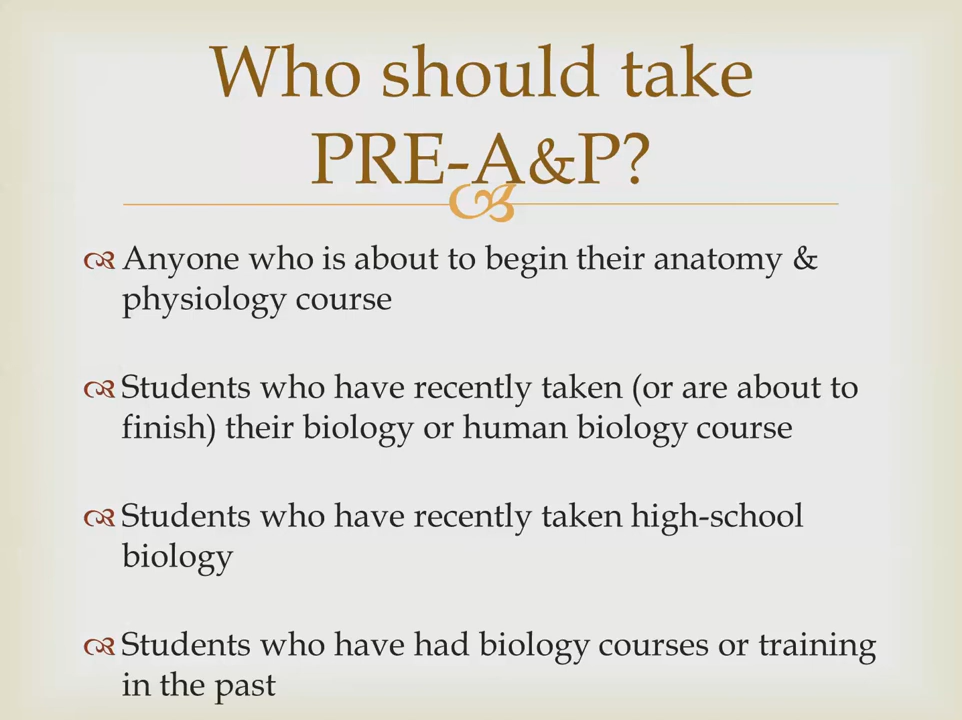 Who should take
PRE-A&P?
Anyone who is about to begin their anatomy &
physiology course
Students who have recently taken (or are about to
finish) their biology or human biology course
Students who have recently taken high-school
biology
Students who have had biology courses or training
in the past